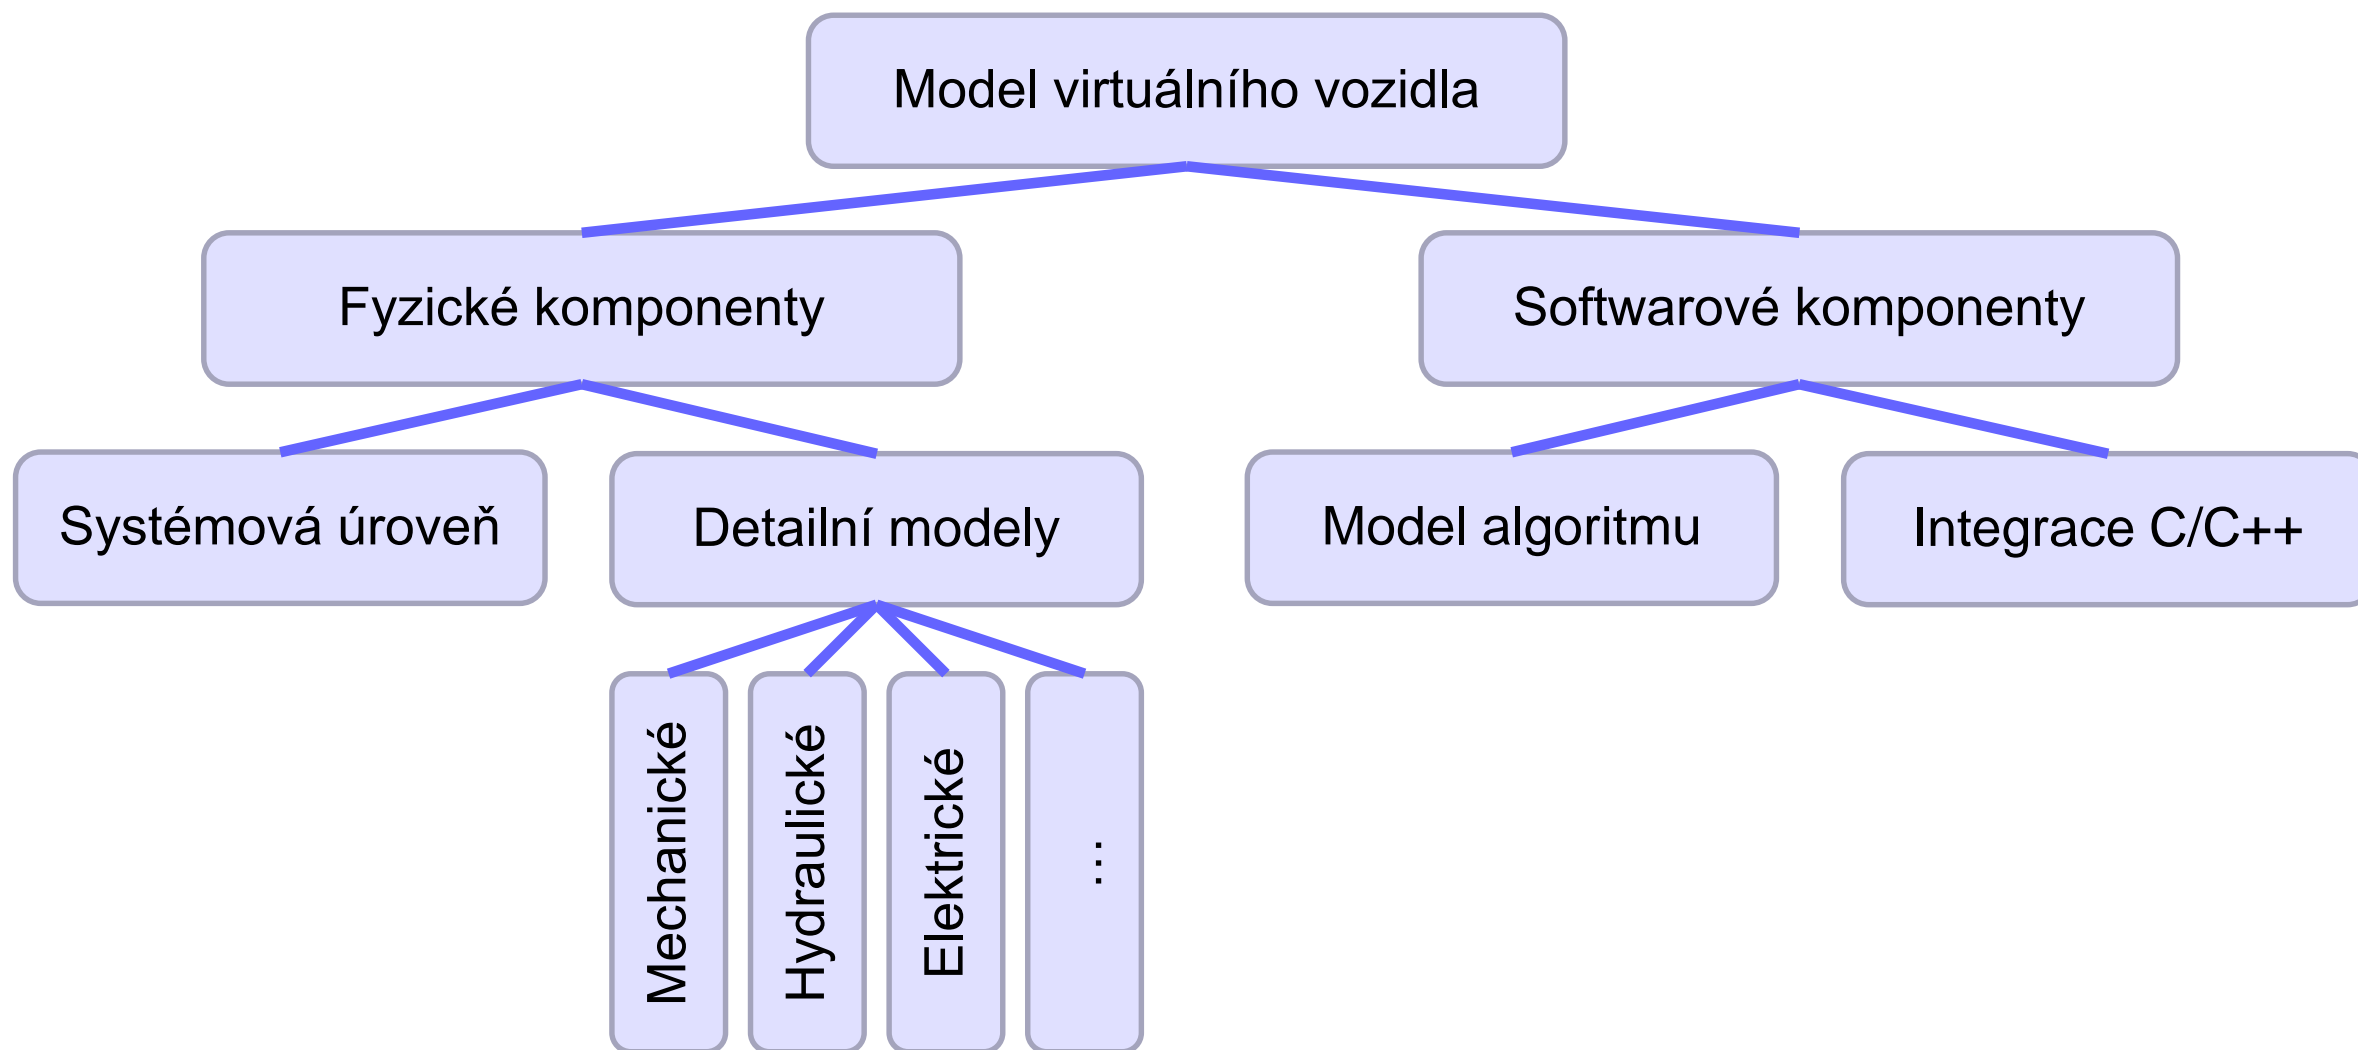 Model virtuálního vozidla
Fyzické komponenty
Softwarové komponenty
Systémová úroveň
Detailní modely
Model algoritmu
Integrace C/C++
Mechanické
Hydraulické
Elektrické
…